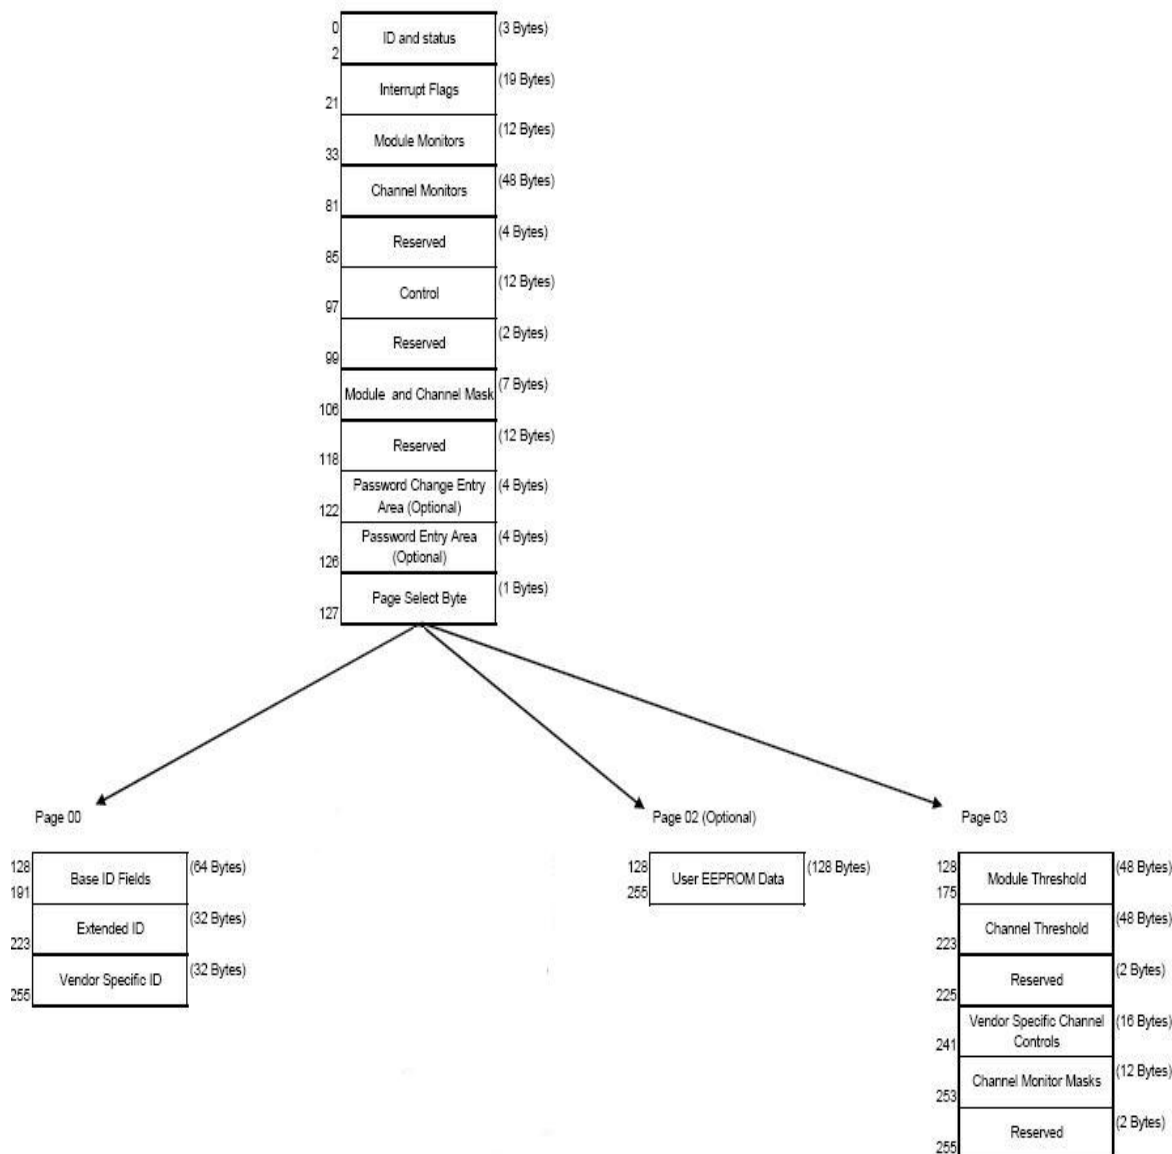 0
ID and status
(3 Bytes)
2
Interrupt Flags
(19 Bytes)
21
Module Monitors
(12 Bytes)
33
Channel Monitors
(48 Bytes)
81
Reserved
(4 Bytes)
85
Control
(12 Bytes)
97
Reserved
(2 Bytes)
99
Module and Channel Mask
(7 Bytes)
106
Reserved
(12 Bytes)
118
Password Change Entry
Area (Optional)
(4 Bytes)
122
Password Entry Area
(Optional)
(4 Bytes)
126
Page Select Byte
(1 Bytes)
127
Page 00
128
Base ID Fields
(64 Bytes)
191
Extended ID
(32 Bytes)
223
Vendor Specific ID
(32 Bytes)
255
Page 02 (Optional)
128
User EEPROM Data
(128 Bytes)
255
Page 03
128
Module Threshold
(48 Bytes)
175
Channel Threshold
(48 Bytes)
223
Reserved
(2 Bytes)
225
Vendor Specific Channel
Controls
(16 Bytes)
241
Channel Monitor Masks
(12 Bytes)
253
Reserved
(2 Bytes)
255